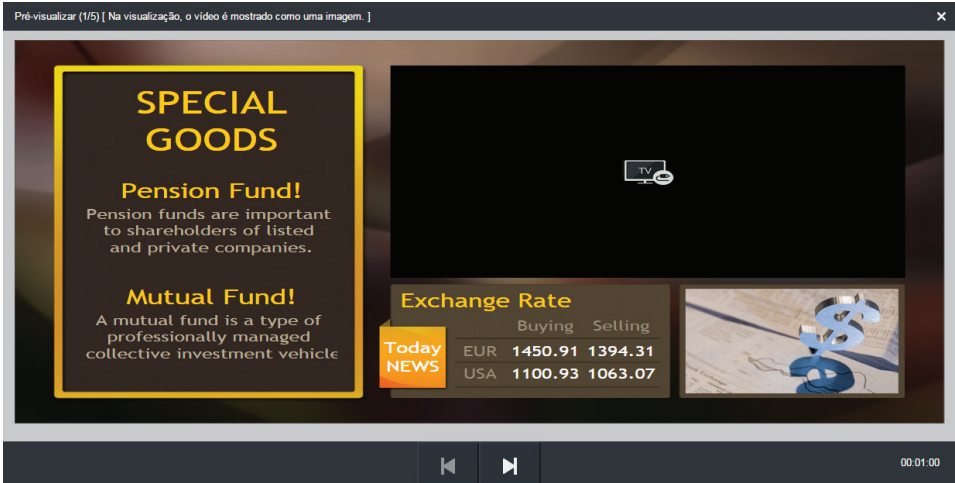 Pré-visualizar (1/5) [ Na visualização, o vídeo é mostrado como uma imagem. ]
SPECIAL
GOODS
Pension Fund!
Pension funds are important
to shareholders of listed
and private companies.
Mutual Fund!
A mutual fund is a type of
professionally managed
collective investment vehicle
TV
Exchange Rate
Buying Selling
Today
NEWS
EUR 1450.91 1394.31
USA 1100.93 1063.07
00:01:00